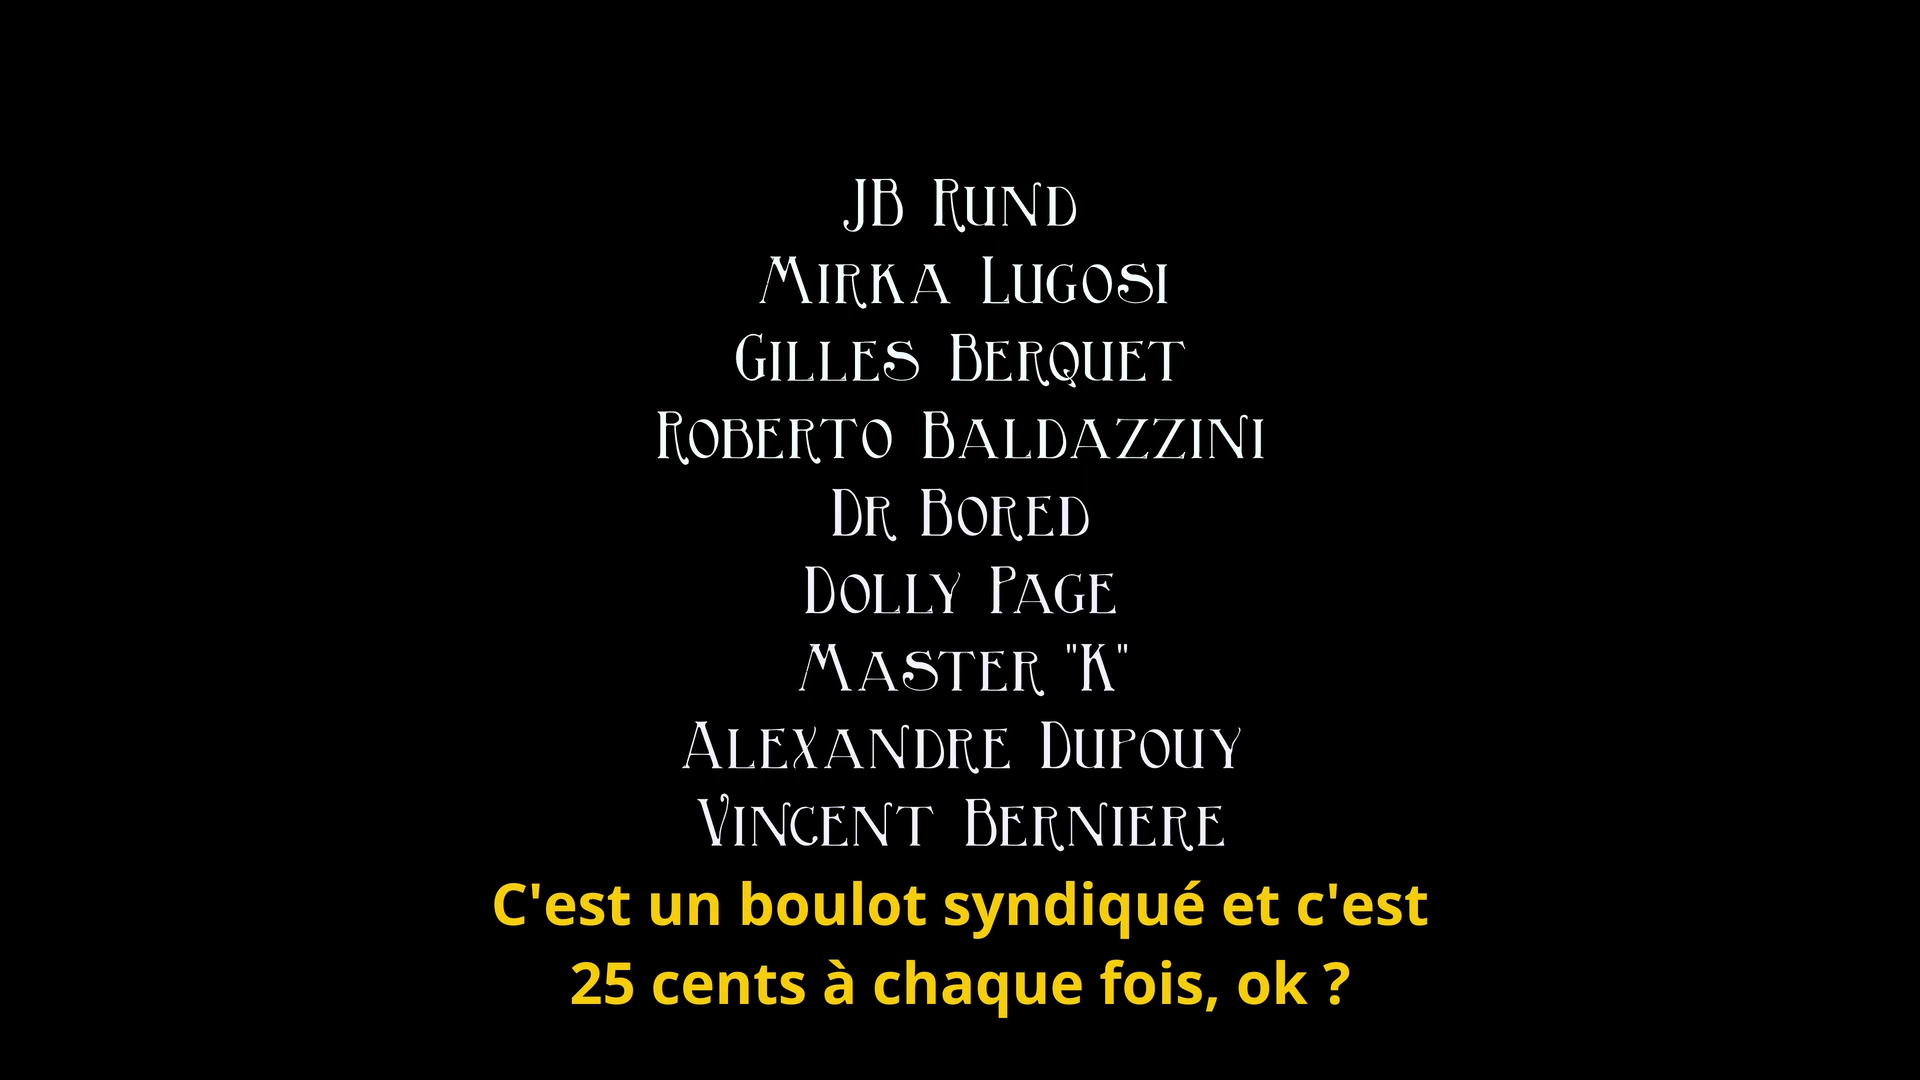 JB Rund
Mirka Lugosi
Gilles Berquet
Roberto Baldazzini
Dr Bored
Dolly Page
Master "K"
Alexandre Dupouy
Vincent Berniere
C'est un boulot syndiqué et c'est
25 cents à chaque fois, ok ?